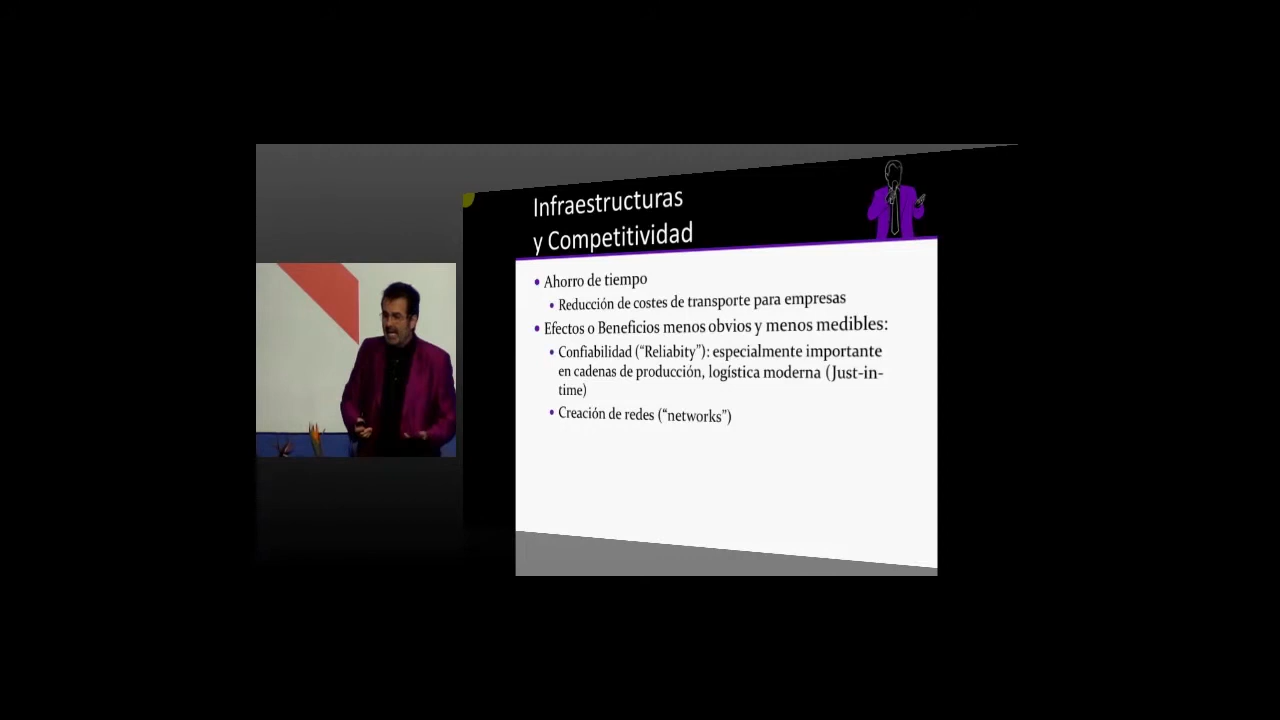 Infraestructuras
y Competitividad
• Ahorro de tiempo
• Reducción de costes de transporte para empresas
• Efectos o Beneficios menos obvios y menos medibles:
• Confiabilidad (“Reliabity”): especialmente importante
en cadenas de producción, logística moderna (Just-in-
time)
• Creación de redes (“networks”)